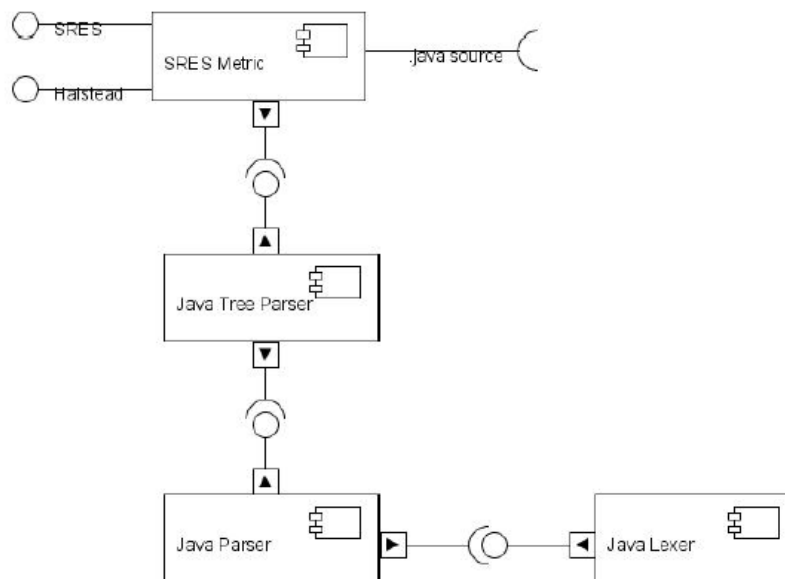 SRES
SRES Metric
.java source
Halstead
Java Tree Parser
Java Parser
Java Lexer